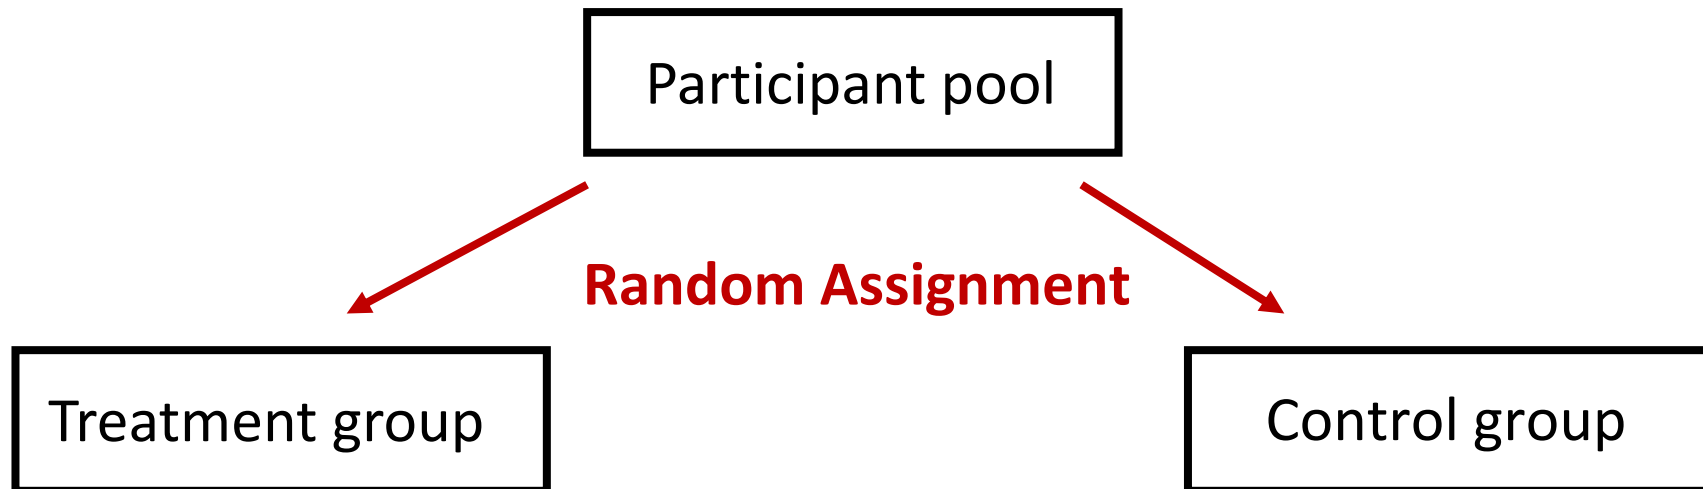 Participant pool
Random Assignment
Treatment group
Control group